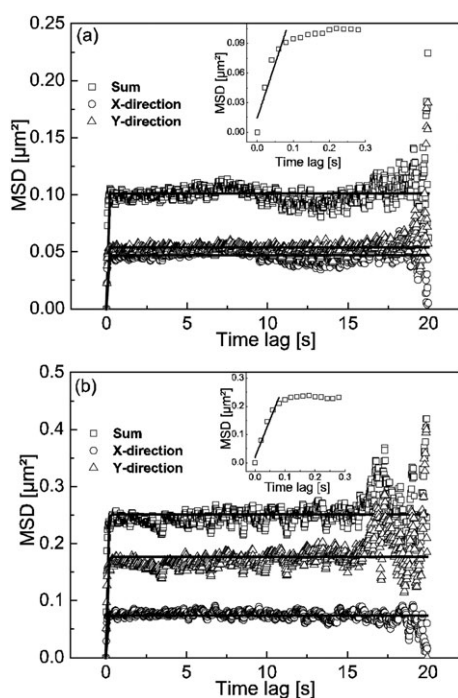 (a)
Sum
X-direction
Y-direction
MSD [µm²]
0.25
0.20
0.15
0.10
0.05
0.00
0 5 10 15 20
Time lag [s]
MSD [µm²]
0.09
0.06
0.03
0.00
0.0 0.1 0.2 0.3
Time lag [s]
(b)
Sum
X-direction
Y-direction
MSD [µm²]
0.5
0.4
0.3
0.2
0.1
0.0
0 5 10 15 20
Time lag [s]
MSD [µm²]
0.3
0.2
0.1
0.0
0.0 0.1 0.2 0.3
Time lag [s]